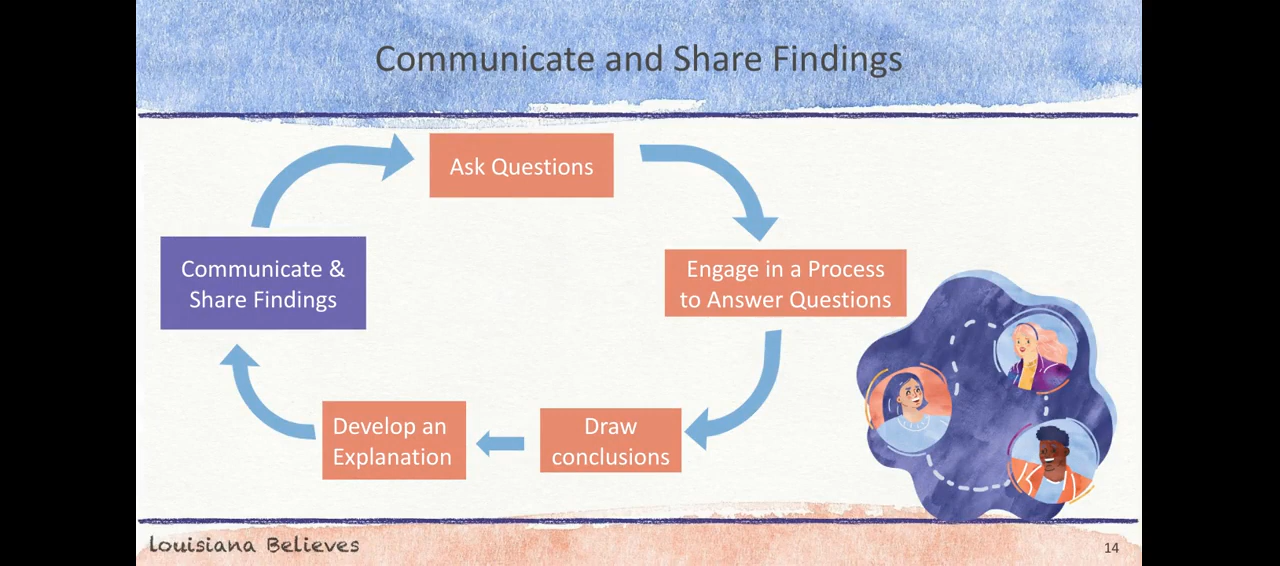 Communicate and Share Findings
Ask Questions
Engage in a Process
to Answer Questions
Draw
conclusions
Develop an
Explanation
Communicate &
Share Findings
Louisiana Believes
14